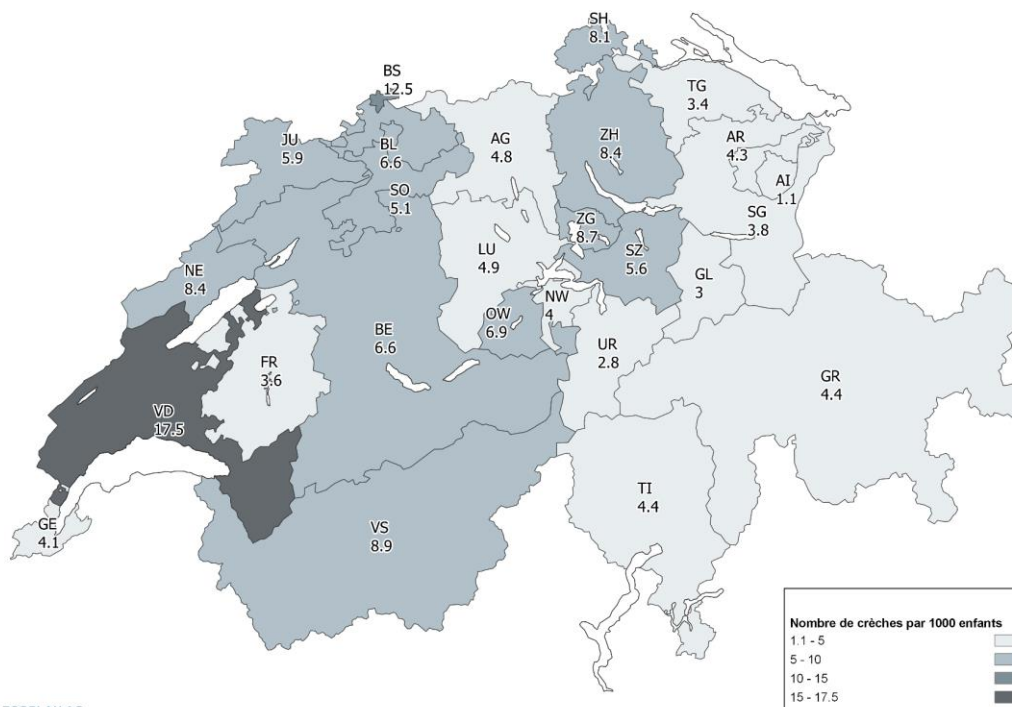 SH
8.1
BS
12.5
TG
3.4
JU
5.9
BL
6.6
AG
4.8
ZH
8.4
AR
4.3
AI
1.1
SO
5.1
SG
3.8
ZG
8.7
LU
4.9
SZ
5.6
NE
8.4
GL
3
NW
4
OW
6.9
BE
6.6
UR
2.8
FR
3.6
GR
4.4
VD
17.5
TI
4.4
GE
4.1
VS
8.9
Nombre de crèches par 1000 enfants
1.1 - 5
5 - 10
10 - 15
15 - 17.5